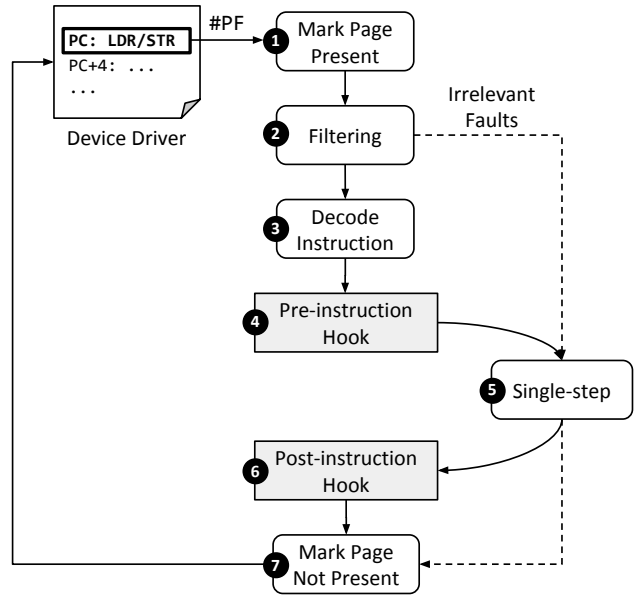 #PF
PC: LDR/STR
PC+4: ...
...
Device Driver
1
Mark Page
Present
Irrelevant
Faults
2
Filtering
3
Decode
Instruction
4
Pre-instruction
Hook
5
Single-step
6
Post-instruction
Hook
7
Mark Page
Not Present